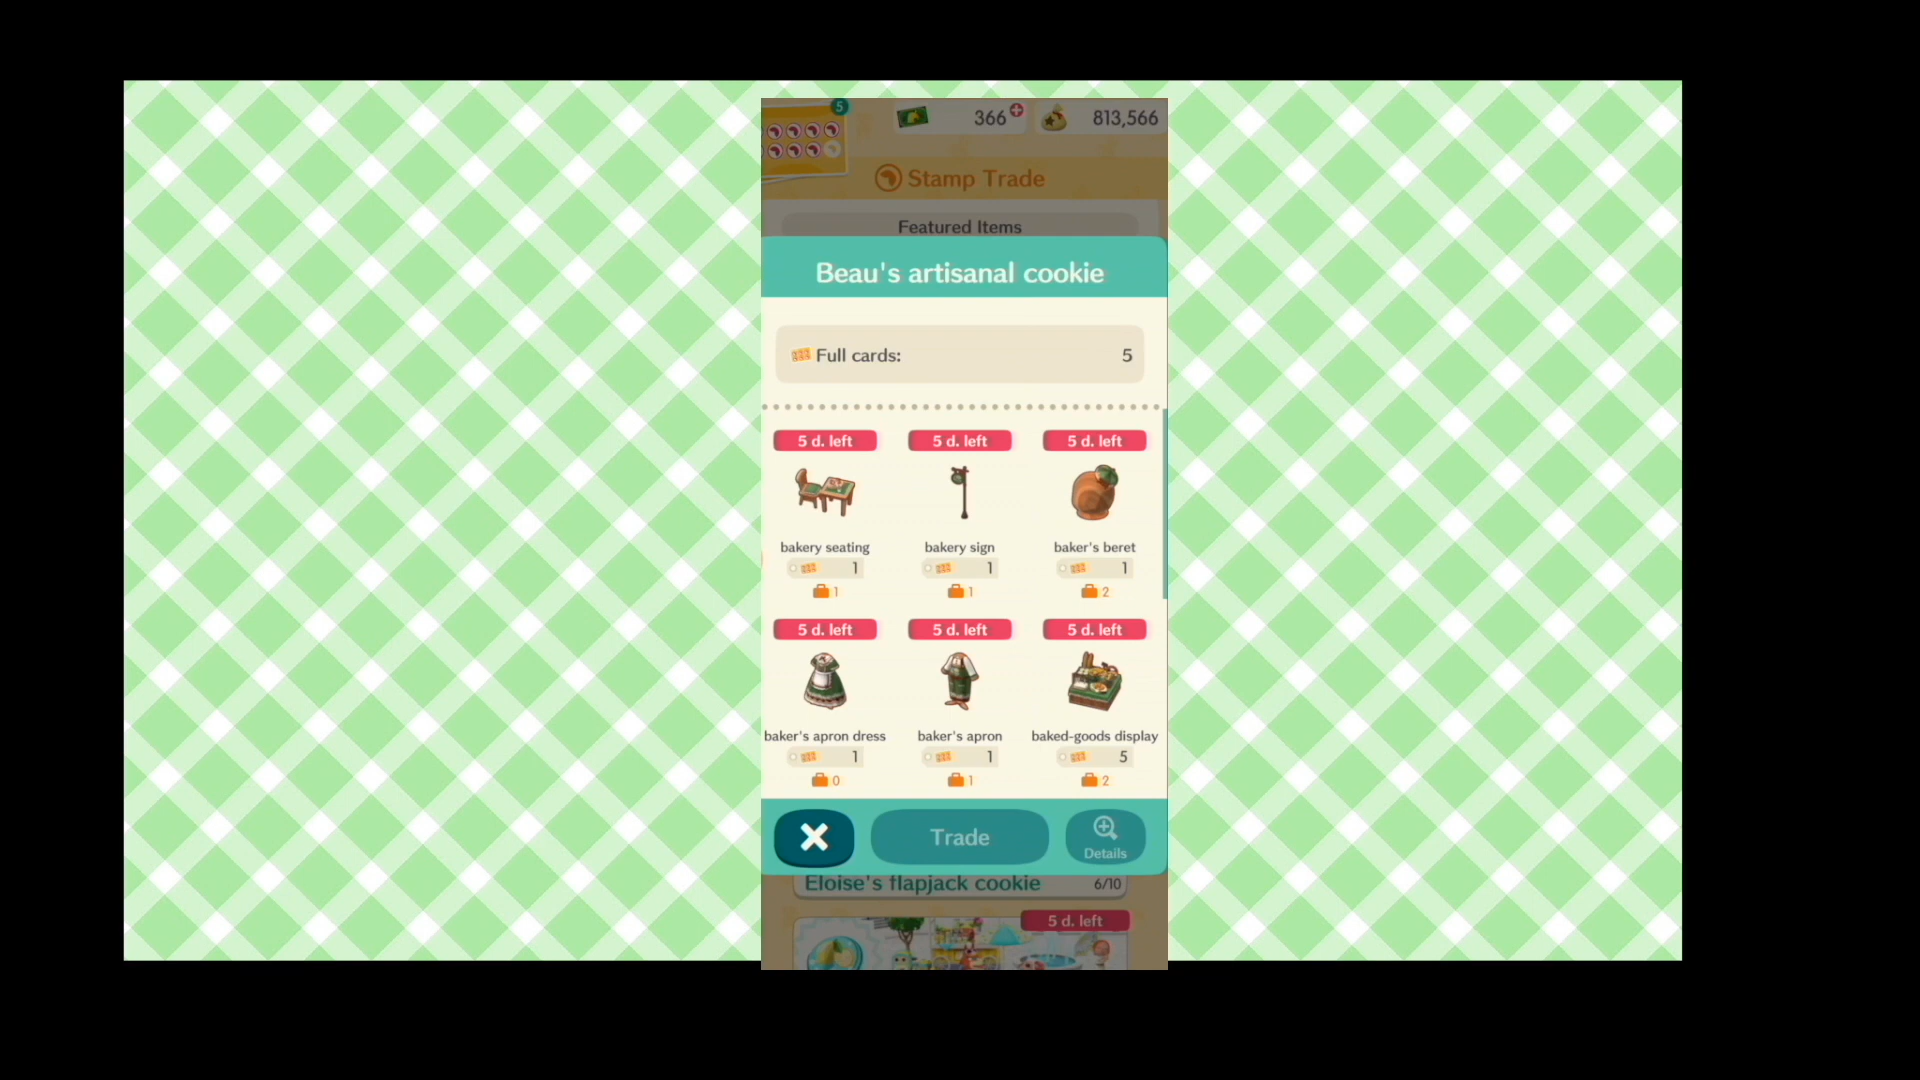 5
366
813,566
Stamp Trade
Featured Items
Beau's artisanal cookie
Full cards: 5
5 d. left 5 d. left 5 d. left
bakery seating bakery sign baker's beret
1 1 1
1 1 2
5 d. left 5 d. left 5 d. left
baker's apron dress baker's apron baked-goods display
1 1 5
0 1 2
Trade
Details
Eloise's flapjack cookie 6/10
5 d. left